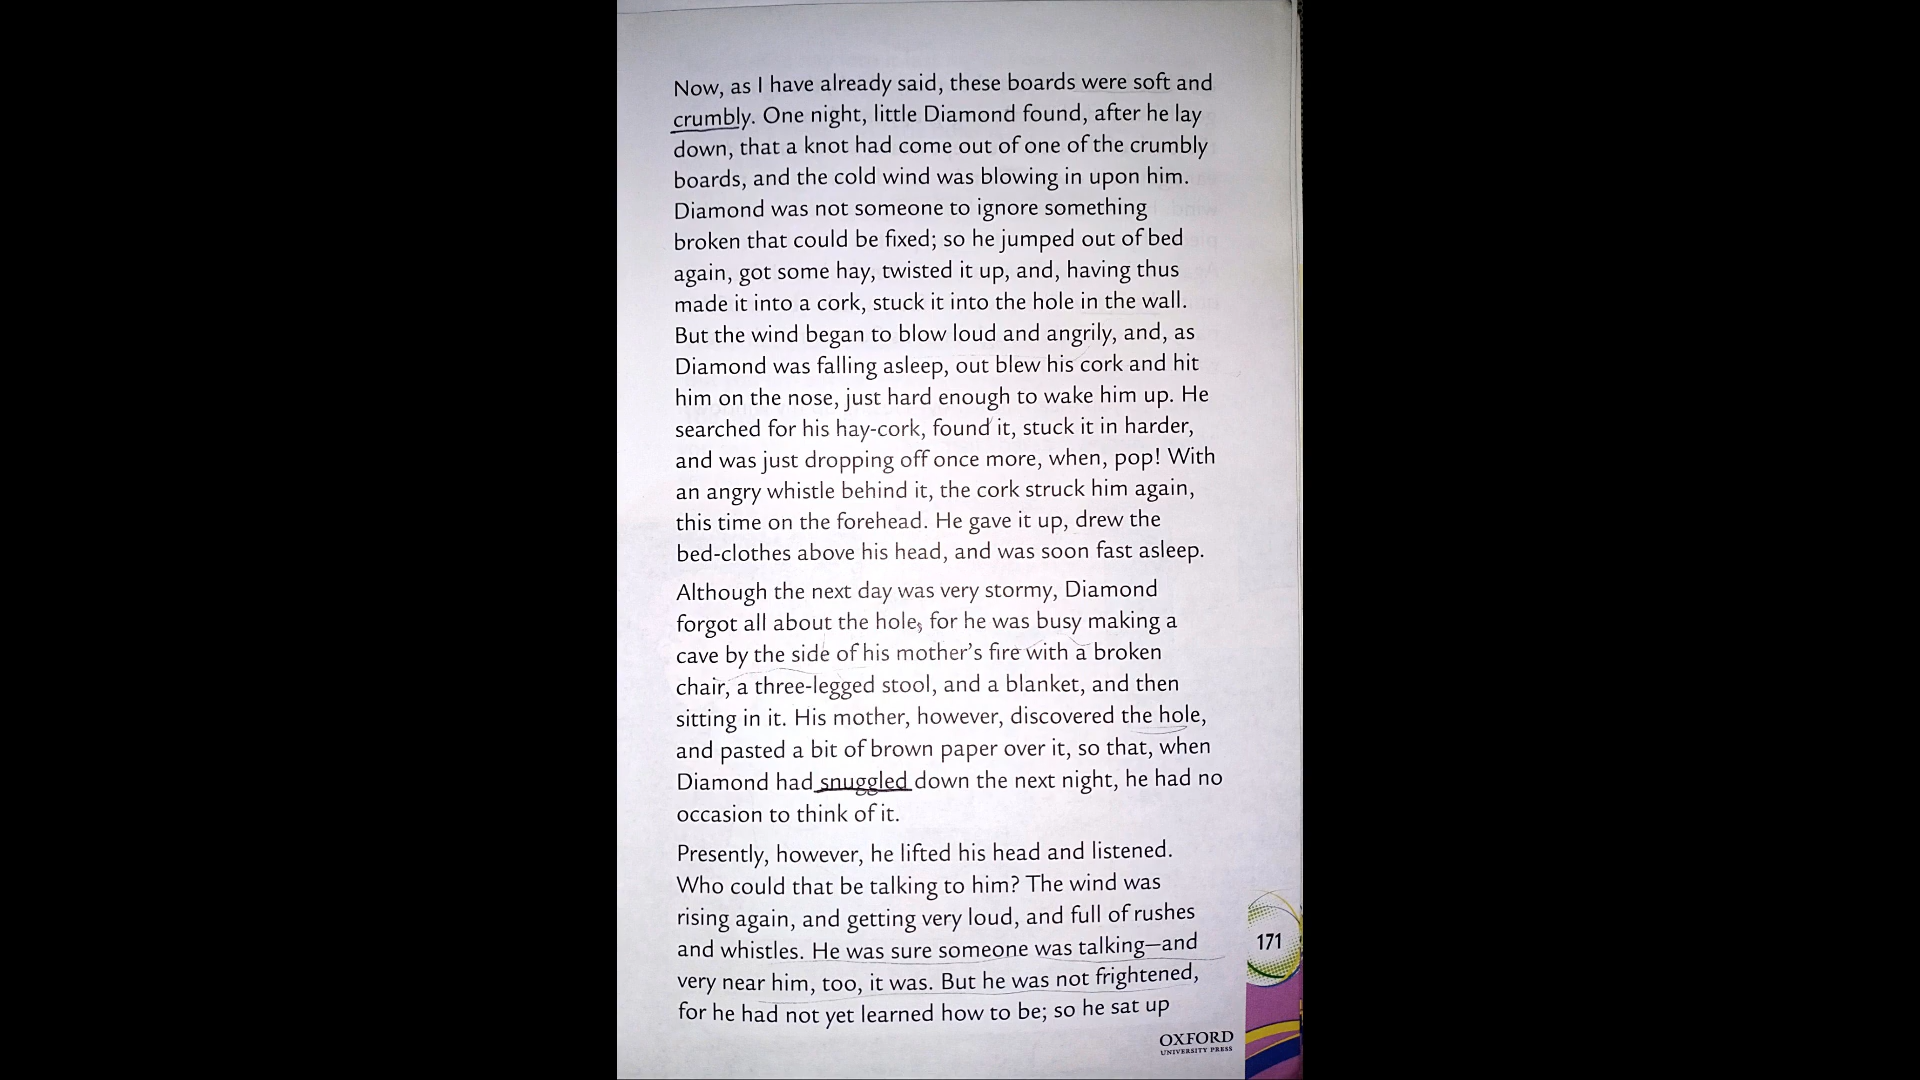 Now, as I have already said, these boards were soft and
crumbly. One night, little Diamond found, after he lay
down, that a knot had come out of one of the crumbly
boards, and the cold wind was blowing in upon him.
Diamond was not someone to ignore something
broken that could be fixed; so he jumped out of bed
again, got some hay, twisted it up, and, having thus
made it into a cork, stuck it into the hole in the wall.
But the wind began to blow loud and angrily, and, as
Diamond was falling asleep, out blew his cork and hit
him on the nose, just hard enough to wake him up. He
searched for his hay-cork, found it, stuck it in harder,
and was just dropping off once more, when, pop! With
an angry whistle behind it, the cork struck him again,
this time on the forehead. He gave it up, drew the
bed-clothes above his head, and was soon fast asleep.
Although the next day was very stormy, Diamond
forgot all about the hole, for he was busy making a
cave by the side of his mother's fire with a broken
chair, a three-legged stool, and a blanket, and then
sitting in it. His mother, however, discovered the hole,
and pasted a bit of brown paper over it, so that, when
Diamond had snuggled down the next night, he had no
occasion to think of it.
Presently, however, he lifted his head and listened.
Who could that be talking to him? The wind was
rising again, and getting very loud, and full of rushes
and whistles. He was sure someone was talking—and
very near him, too, it was. But he was not frightened,
for he had not yet learned how to be; so he sat up
171
OXFORD
UNIVERSITY PRESS